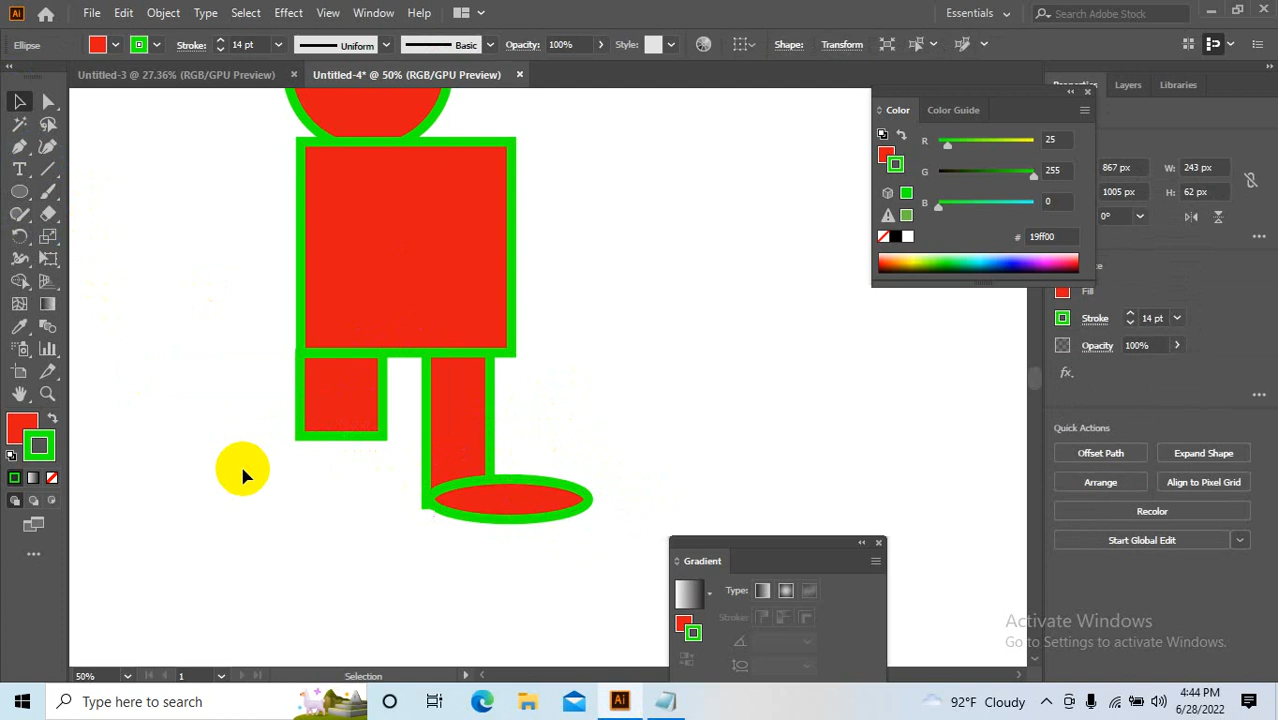 Ai File Edit Object Type Select Effect View Window Help Essentials Search Adobe Stock
Ellipse Stroke: 14 pt Uniform Basic Opacity: 100% Style: Shape: Transform
Untitled-3 @ 27.36% (RGB/GPU Preview) Untitled-4* @ 50% (RGB/GPU Preview)
Properties Layers Libraries
Color Color Guide
R 25
G 255
B 0
# 19ff00
867 px W: 243 px
1005 px H: 62 px
0°
Fill
Stroke 14 pt
Opacity 100%
fx.
Quick Actions
Offset Path Expand Shape
Arrange Align to Pixel Grid
Recolor
Start Global Edit
Gradient
Type:
Stroke:
Activate Windows
Go to Settings to activate Windows.
50% 1 Selection
Type here to search
Ai
92°F Cloudy
4:44 PM
6/28/2022